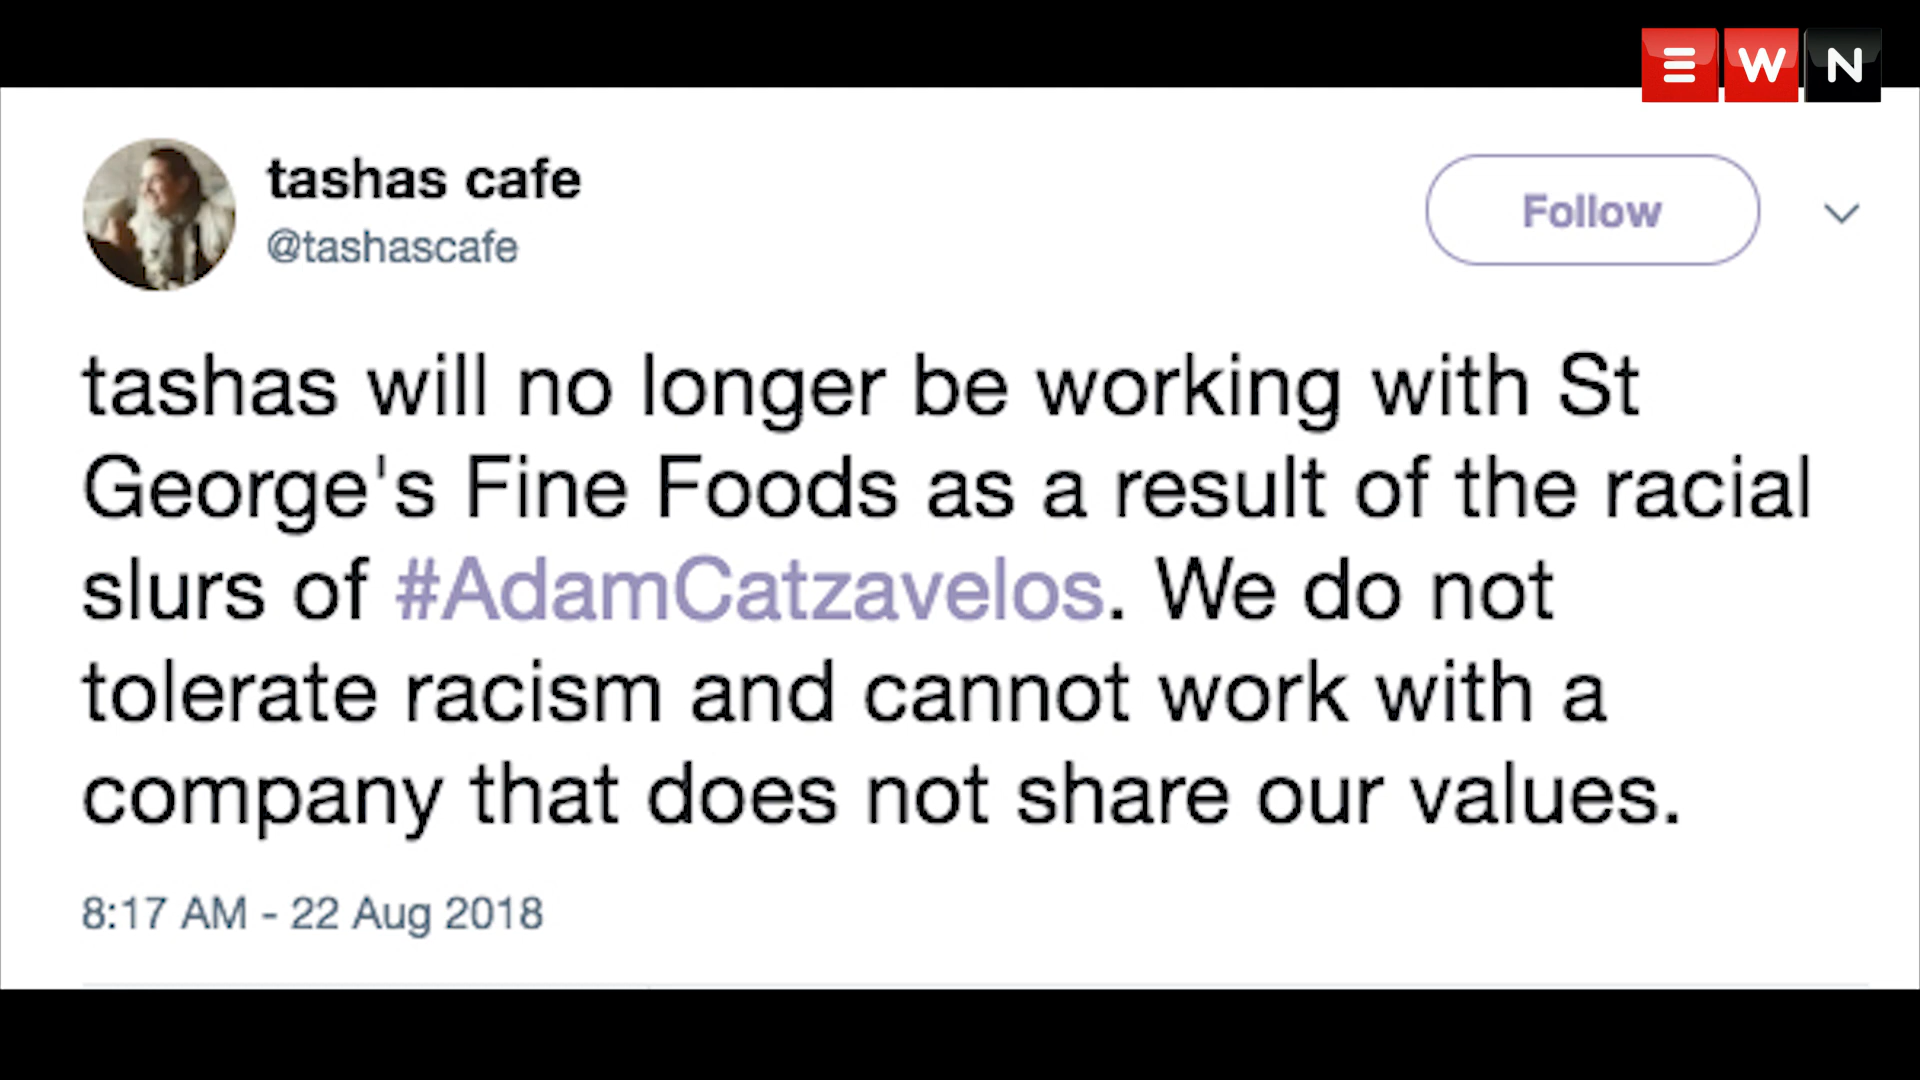 EWN
tashas cafe
@tashascafe
Follow
tashas will no longer be working with St
George's Fine Foods as a result of the racial
slurs of #AdamCatzavelos. We do not
tolerate racism and cannot work with a
company that does not share our values.
8:17 AM - 22 Aug 2018